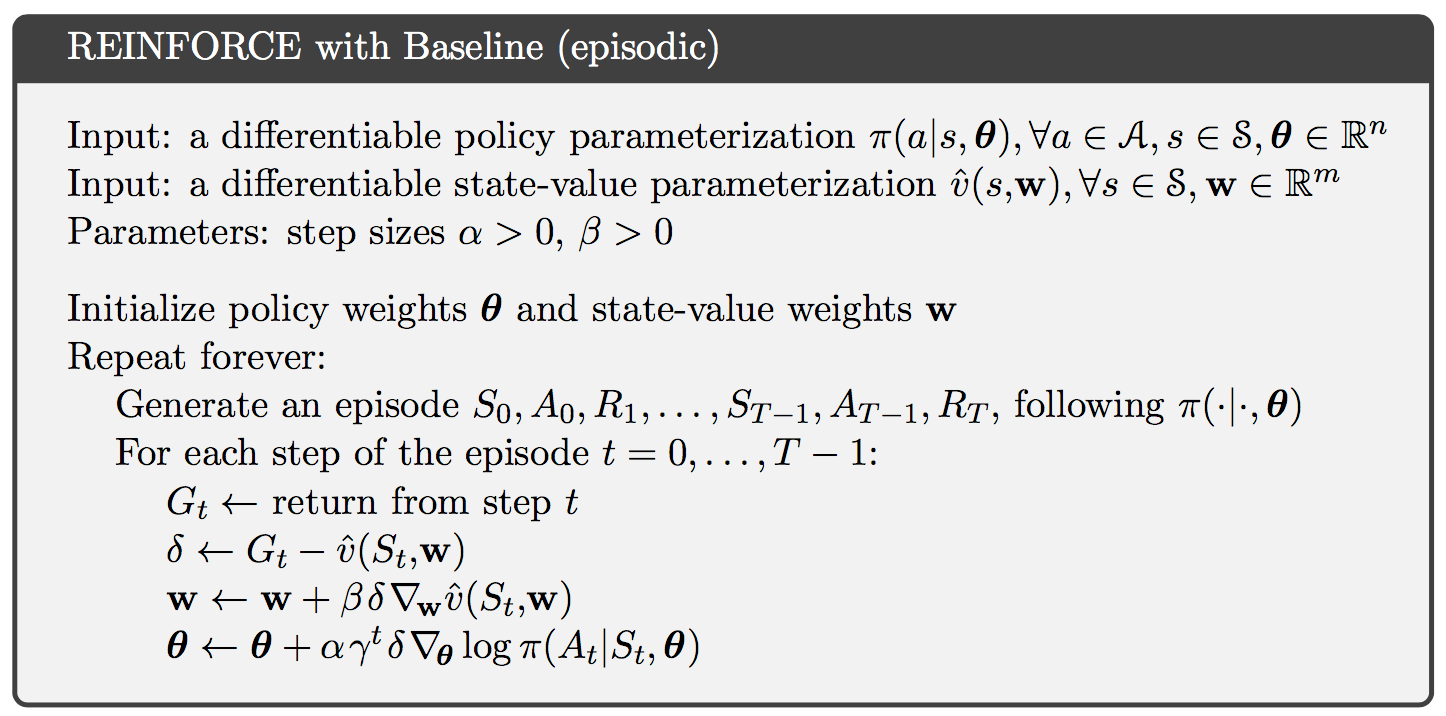 REINFORCE with Baseline (episodic)
Input: a differentiable policy parameterization π(a|s, θ), ∀a ∈ 𝒜, s ∈ 𝒮, θ ∈ ℝⁿ
Input: a differentiable state-value parameterization v̂(s,w), ∀s ∈ 𝒮, w ∈ ℝᵐ
Parameters: step sizes α > 0, β > 0
Initialize policy weights θ and state-value weights w
Repeat forever:
Generate an episode S₀, A₀, R₁, . . . , S_{T−1}, A_{T−1}, R_T, following π(·|·, θ)
For each step of the episode t = 0, . . . , T − 1:
G_t ← return from step t
δ ← G_t − v̂(S_t,w)
w ← w + βδ∇_w v̂(S_t,w)
θ ← θ + αγᵗδ∇_θ log π(A_t|S_t, θ)